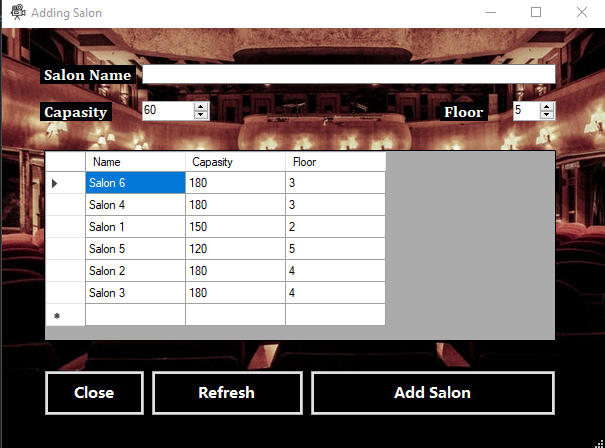 Adding Salon
Salon Name
Capasity 60 Floor 5
Name Capasity Floor
Salon 6 180 3
Salon 4 180 3
Salon 1 150 2
Salon 5 120 5
Salon 2 180 4
Salon 3 180 4
Close Refresh Add Salon